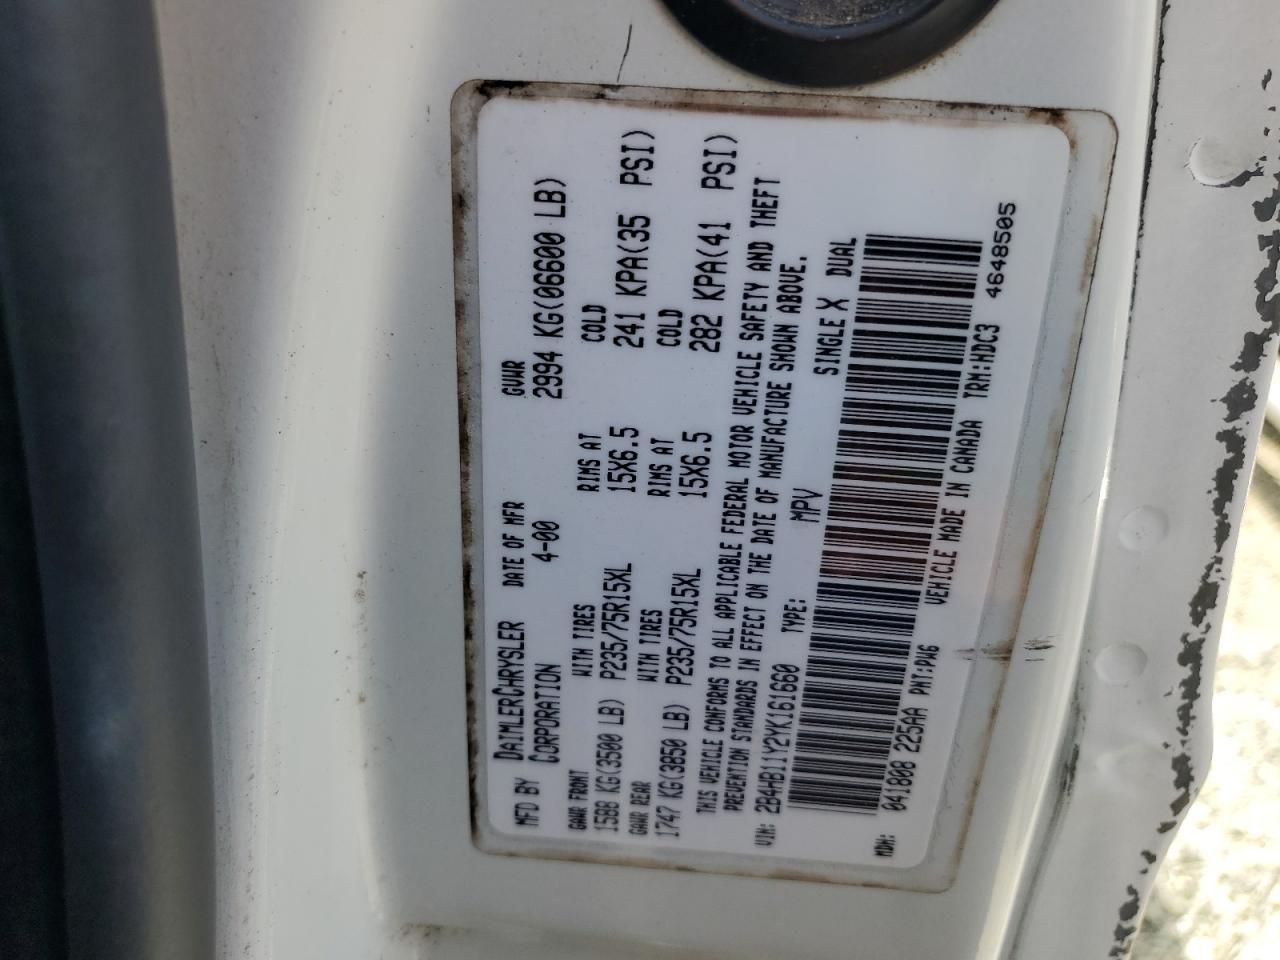 MFD BY DAIMLERCHRYSLER DATE OF MFR GVWR
CORPORATION 4-00 2994 KG(06600 LB)
GAWR FRONT WITH TIRES RIMS AT COLD
1588 KG(3500 LB) P235/75R15XL 15X6.5 241 KPA(35 PSI)
GAWR REAR WITH TIRES RIMS AT COLD
1747 KG(3850 LB) P235/75R15XL 15X6.5 282 KPA(41 PSI)
THIS VEHICLE CONFORMS TO ALL APPLICABLE FEDERAL MOTOR VEHICLE SAFETY AND THEFT
PREVENTION STANDARDS IN EFFECT ON THE DATE OF MANUFACTURE SHOWN ABOVE.
VIN: 2B4HB11Y2YK161660 TYPE: MPV SINGLE X DUAL
MDH: 041808 225AA PNT:PW6 VEHICLE MADE IN CANADA TRM:HDC3 4648505